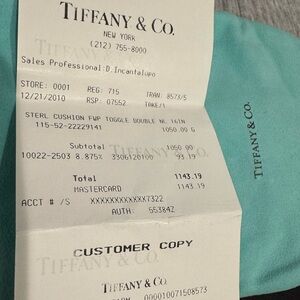 TIFFANY & CO.
NEW YORK
(212) 755-8000
Sales Professional:D.Incantalupo
STORE: 0001 REG: 715 TRAN: 8573/S
12/21/2010 RSP: 07552 TAKE/1
STERL CUSHION FWP TOGGLE DOUBLE NL 16IN
115-52-22229141 1050.00 G
Subtotal 1050.00
10022-2503 8.875% 3306120100 93.19
Total 1143.19
MASTERCARD 1143.19
ACCT # /S XXXXXXXXXXXX7322
AUTH: 553842
CUSTOMER COPY
TIFFANY & CO.
000010071508573
TIFFANY & CO.